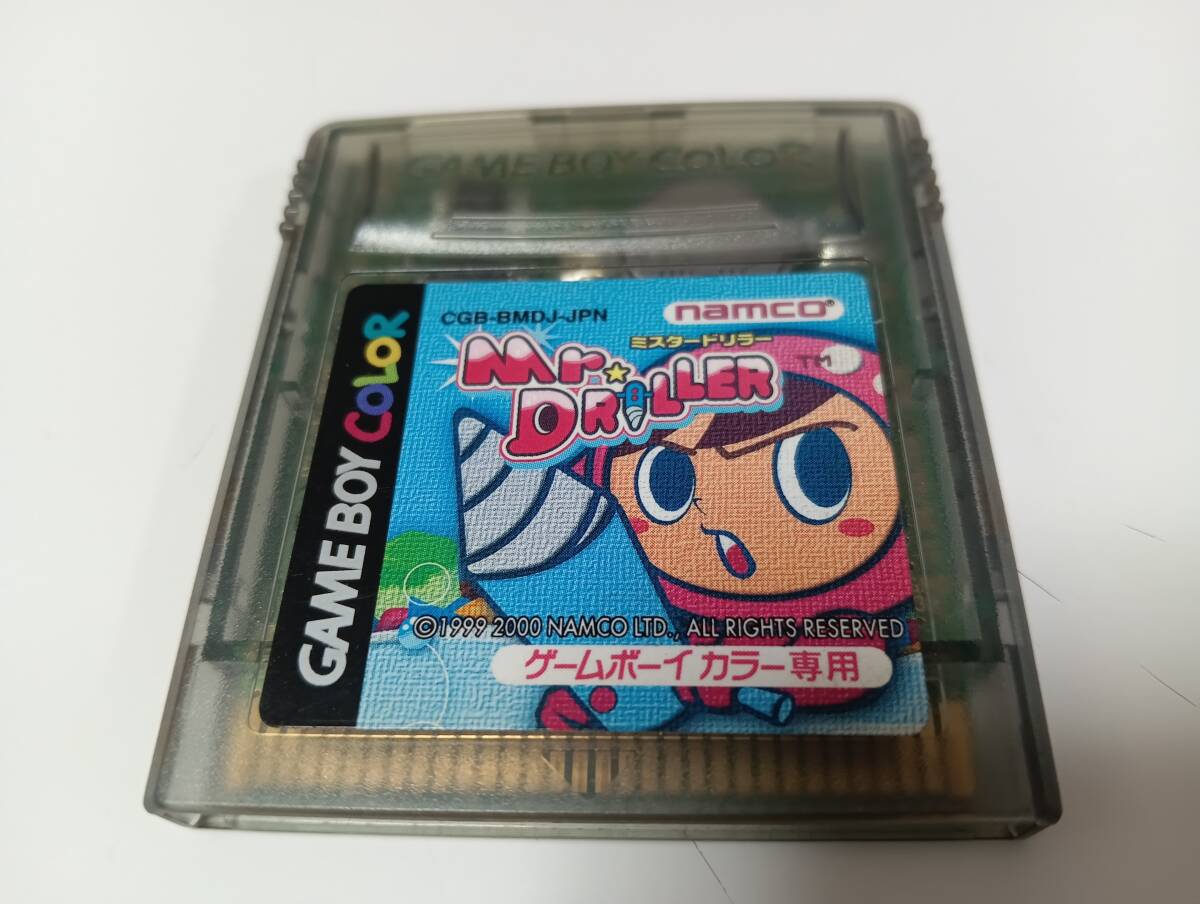 GAME BOY COLOR
GAME BOY COLOR
CGB-BMDJ-JPN
namco®
ミスタードリラー
Mr. DRiLLER TM
©1999 2000 NAMCO LTD., ALL RIGHTS RESERVED
ゲームボーイカラー専用